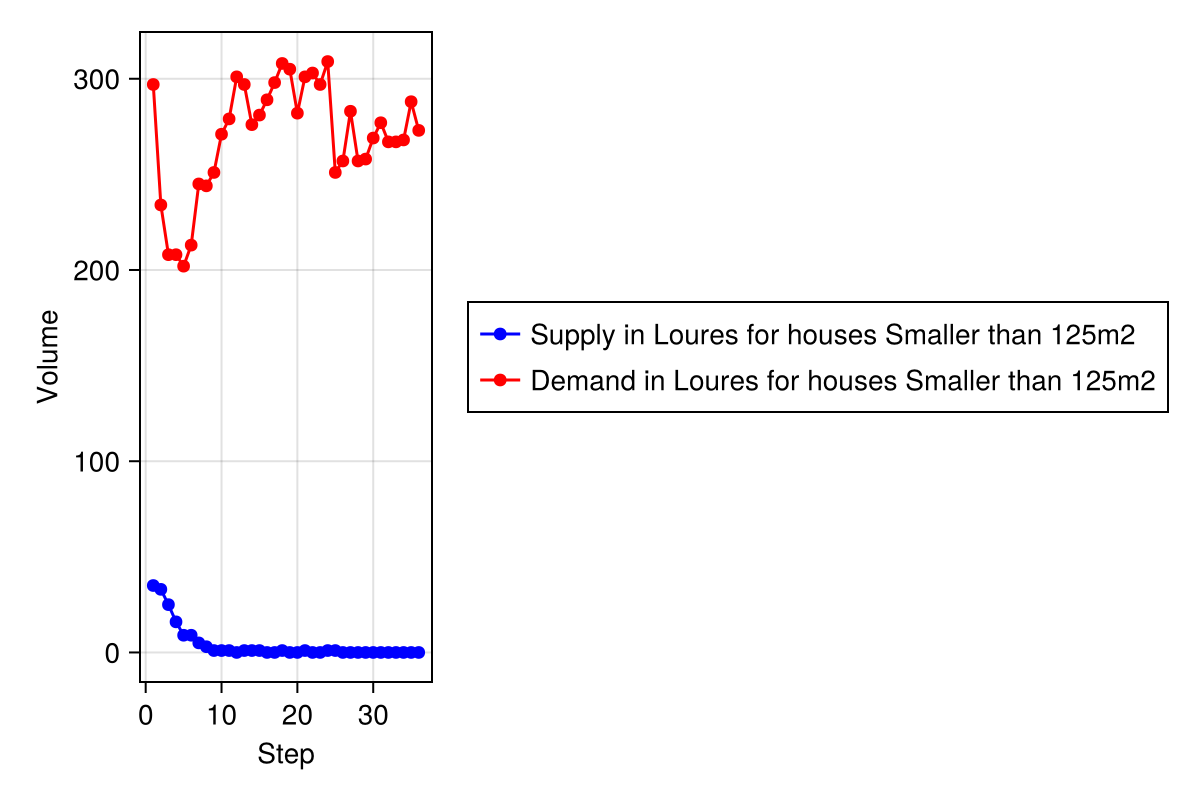 Volume
300
200
100
0
0 10 20 30
Step
Supply in Loures for houses Smaller than 125m2
Demand in Loures for houses Smaller than 125m2